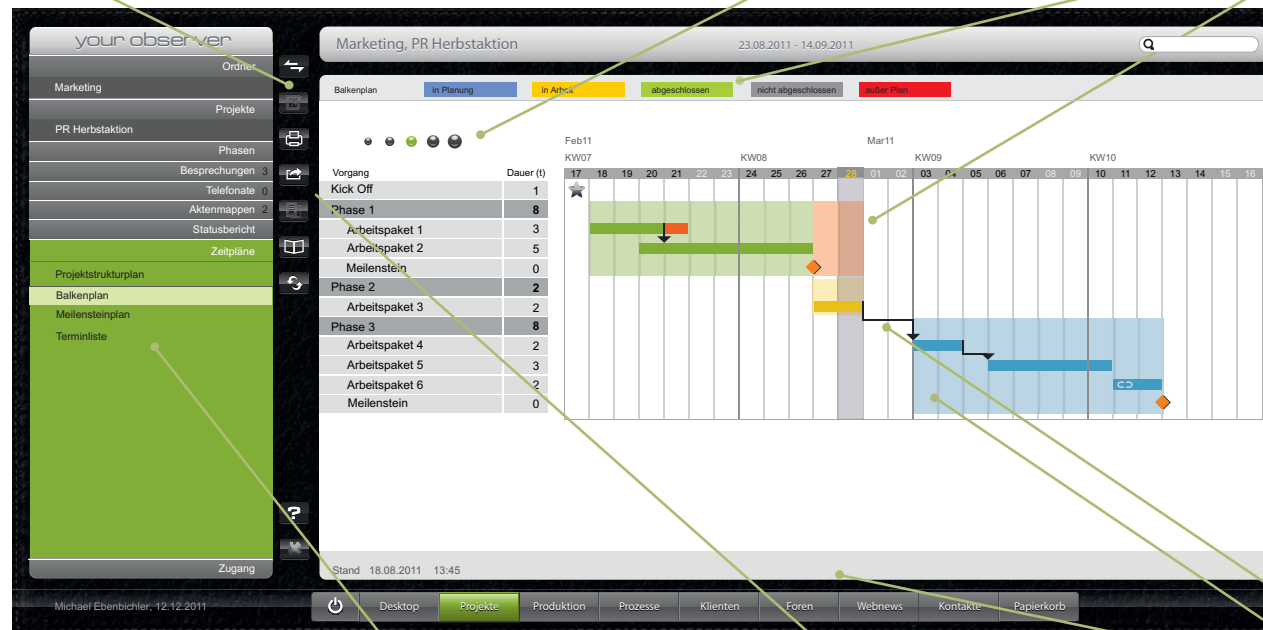 your observer
Ordner
Marketing
Projekte
PR Herbstaktion
Phasen
Besprechungen 3
Telefonate 0
Aktenmappen 2
Statusbericht
Zeitpläne
Projektstrukturplan
Balkenplan
Meilensteinplan
Terminliste
Zugang
Michael Ebenbichler, 12.12.2011
?
Marketing, PR Herbstaktion 23.08.2011 - 14.09.2011
Balkenplan in Planung in Arbeit abgeschlossen nicht abgeschlossen außer Plan
Feb11 Mar11
KW07 KW08 KW09 KW10
Vorgang Dauer (t) 17 18 19 20 21 22 23 24 25 26 27 28 01 02 03 04 05 06 07 08 09 10 11 12 13 14 15 16
Kick Off 1
Phase 1 8
Arbeitspaket 1 3
Arbeitspaket 2 5
Meilenstein 0
Phase 2 2
Arbeitspaket 3 2
Phase 3 8
Arbeitspaket 4 2
Arbeitspaket 5 3
Arbeitspaket 6 2
Meilenstein 0
Stand 18.08.2011 13:45
Desktop Projekte Produktion Prozesse Klienten Foren Webnews Kontakte Papierkorb